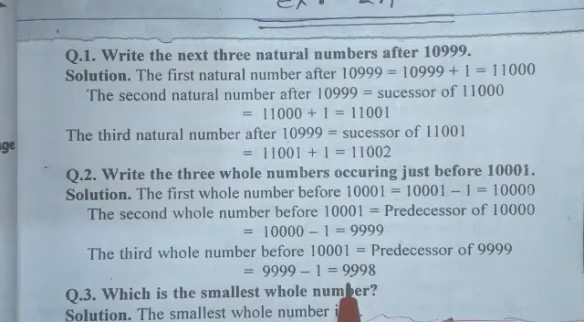 Q.1. Write the next three natural numbers after 10999.
Solution. The first natural number after 10999 = 10999 + 1 = 11000
The second natural number after 10999 = sucessor of 11000
= 11000 + 1 = 11001
The third natural number after 10999 = sucessor of 11001
= 11001 + 1 = 11002
Q.2. Write the three whole numbers occuring just before 10001.
Solution. The first whole number before 10001 = 10001 – 1 = 10000
The second whole number before 10001 = Predecessor of 10000
= 10000 – 1 = 9999
The third whole number before 10001 = Predecessor of 9999
= 9999 – 1 = 9998
Q.3. Which is the smallest whole number?
Solution. The smallest whole number